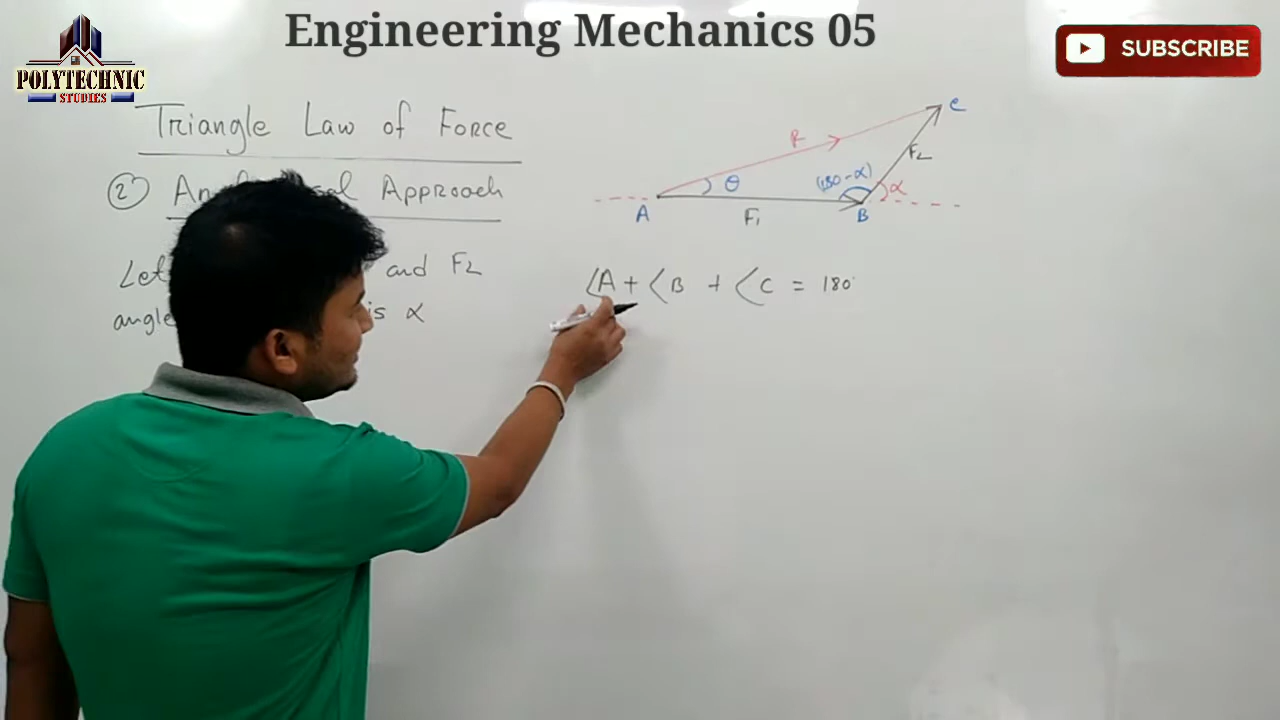 Engineering Mechanics 05
POLYTECHNIC
STUDIES
SUBSCRIBE
Triangle Law of Force
2 Approach
Let and F2
angle is α
R
C
F2
θ
(180-α)
α
A
F1
B
∠A + ∠B + ∠C = 180°